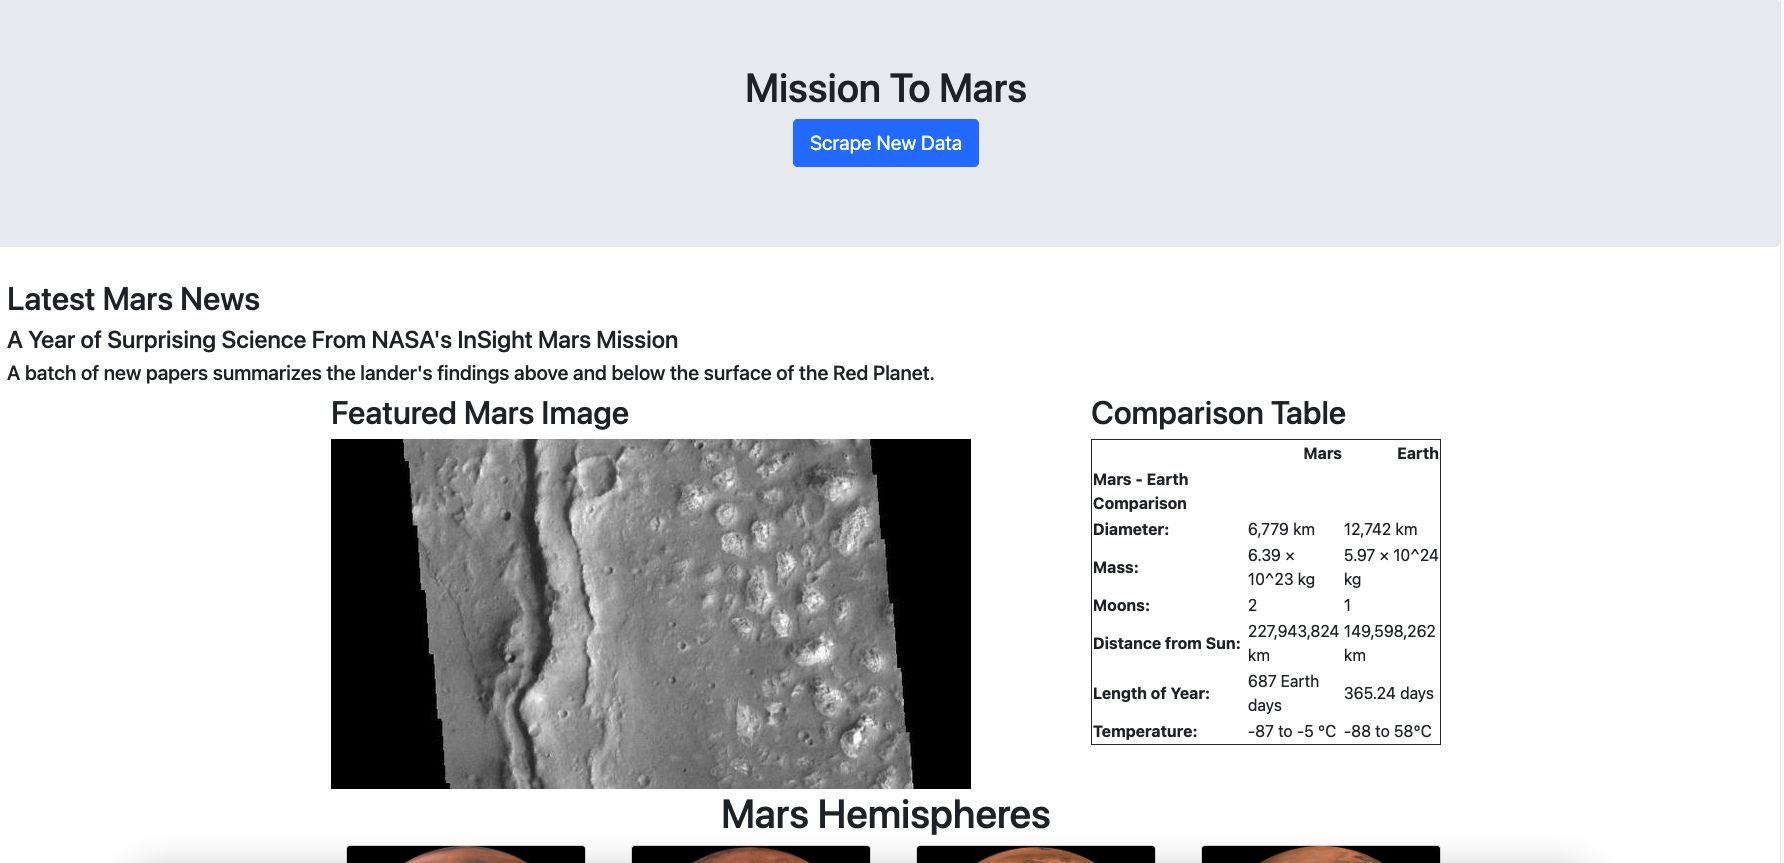 Mission To Mars
Scrape New Data
Latest Mars News
A Year of Surprising Science From NASA's InSight Mars Mission
A batch of new papers summarizes the lander's findings above and below the surface of the Red Planet.
Featured Mars Image
Comparison Table
Mars Earth
Mars - Earth
Comparison
Diameter: 6,779 km 12,742 km
Mass: 6.39 × 10^23 kg 5.97 × 10^24 kg
Moons: 2 1
Distance from Sun: 227,943,824 km 149,598,262 km
Length of Year: 687 Earth days 365.24 days
Temperature: -87 to -5 °C -88 to 58°C
Mars Hemispheres